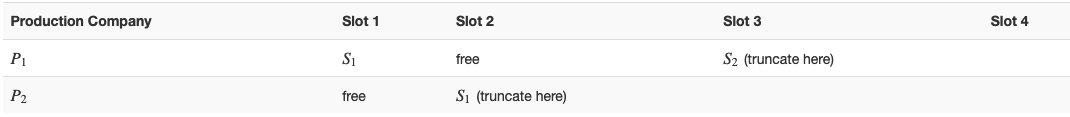 Production Company Slot 1 Slot 2 Slot 3 Slot 4
P1 S1 free S2 (truncate here)
P2 free S1 (truncate here)